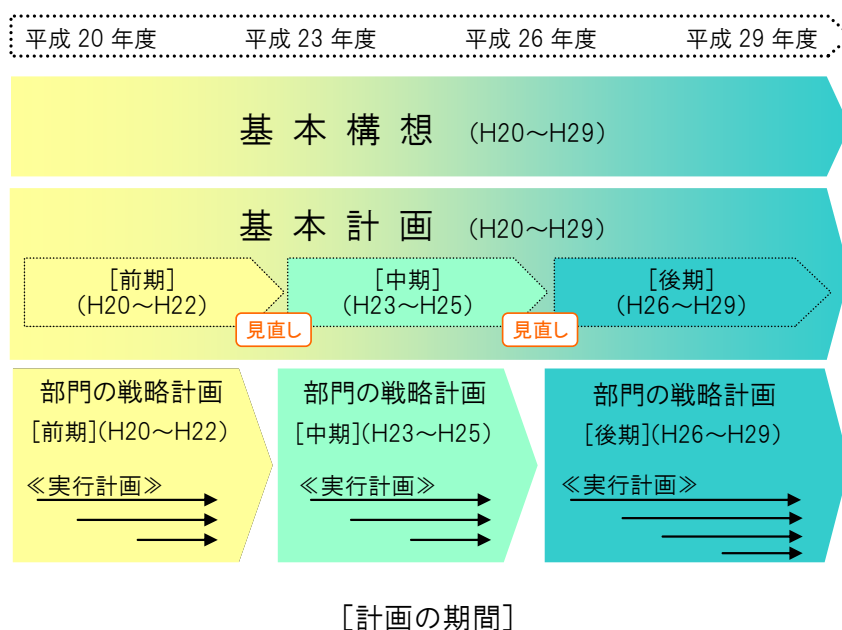 平成 20 年度 平成 23 年度 平成 26 年度 平成 29 年度
基 本 構 想 (H20～H29)
基 本 計 画 (H20～H29)
[前期]
(H20～H22)
[中期]
(H23～H25)
[後期]
(H26～H29)
見直し
見直し
部門の戦略計画
[前期](H20～H22)
≪実行計画≫
部門の戦略計画
[中期](H23～H25)
≪実行計画≫
部門の戦略計画
[後期](H26～H29)
≪実行計画≫
[計画の期間]